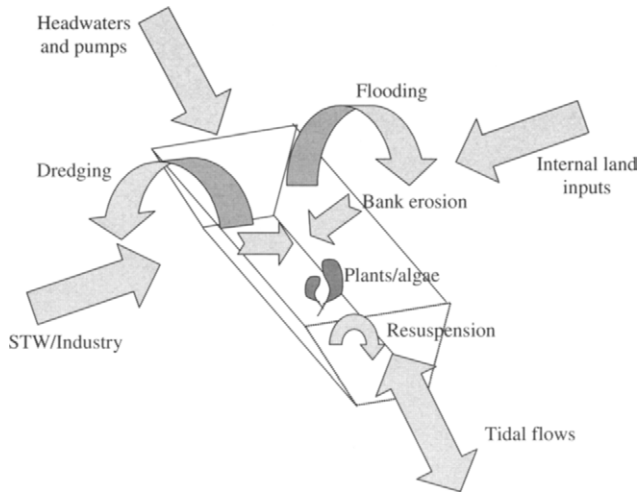 Headwaters
and pumps
Flooding
Dredging
Internal land
inputs
Bank erosion
Plants/algae
Resuspension
STW/Industry
Tidal flows